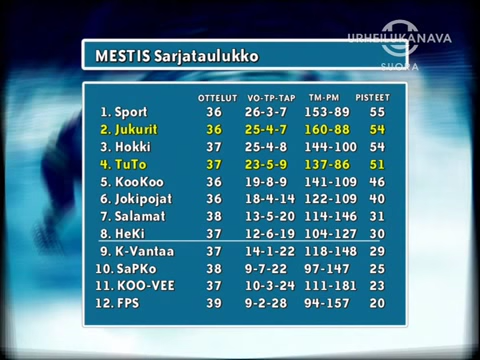 URHEILUKANAVA
SUORA
MESTIS Sarjataulukko
OTTELUT VO-TP-TAP TM-PM PISTEET
1. Sport 36 26-3-7 153-89 55
2. Jukurit 36 25-4-7 160-88 54
3. Hokki 37 25-4-8 144-100 54
4. TuTo 37 23-5-9 137-86 51
5. KooKoo 36 19-8-9 141-109 46
6. Jokipojat 36 18-4-14 122-109 40
7. Salamat 38 13-5-20 114-146 31
8. HeKi 37 12-6-19 104-127 30
9. K-Vantaa 37 14-1-22 118-148 29
10. SaPKo 38 9-7-22 97-147 25
11. KOO-VEE 37 10-3-24 111-181 23
12. FPS 39 9-2-28 94-157 20